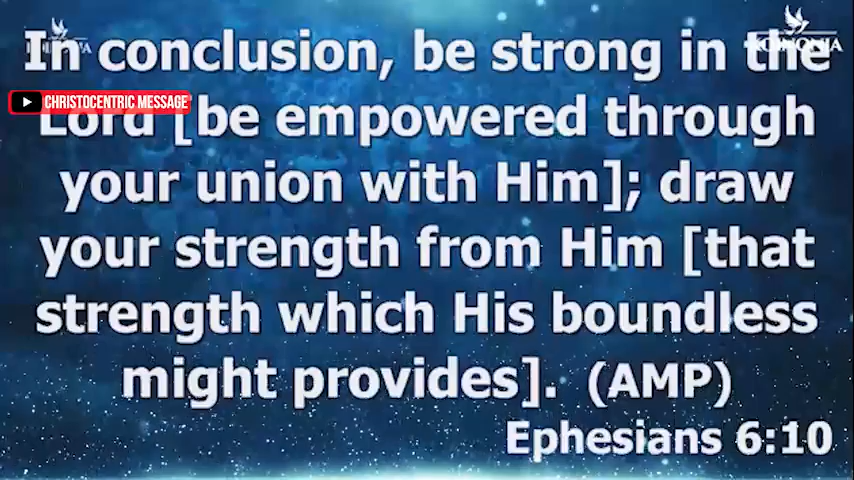 In conclusion, be strong in the
KOINONIA
CHRISTOCENTRIC MESSAGE
Lord [be empowered through
your union with Him]; draw
your strength from Him [that
strength which His boundless
might provides]. (AMP)
Ephesians 6:10